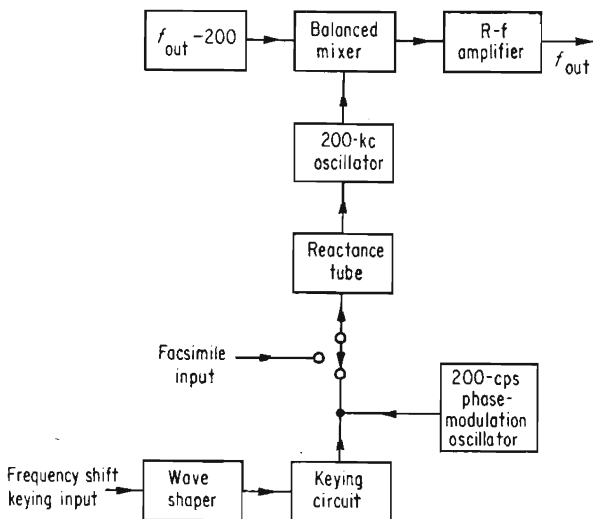 f out -200
Balanced
mixer
R-f
amplifier
f out
200-kc
oscillator
Reactance
tube
Facsimile
input
200-cps
phase-
modulation
oscillator
Frequency shift
keying input
Wave
shaper
Keying
circuit